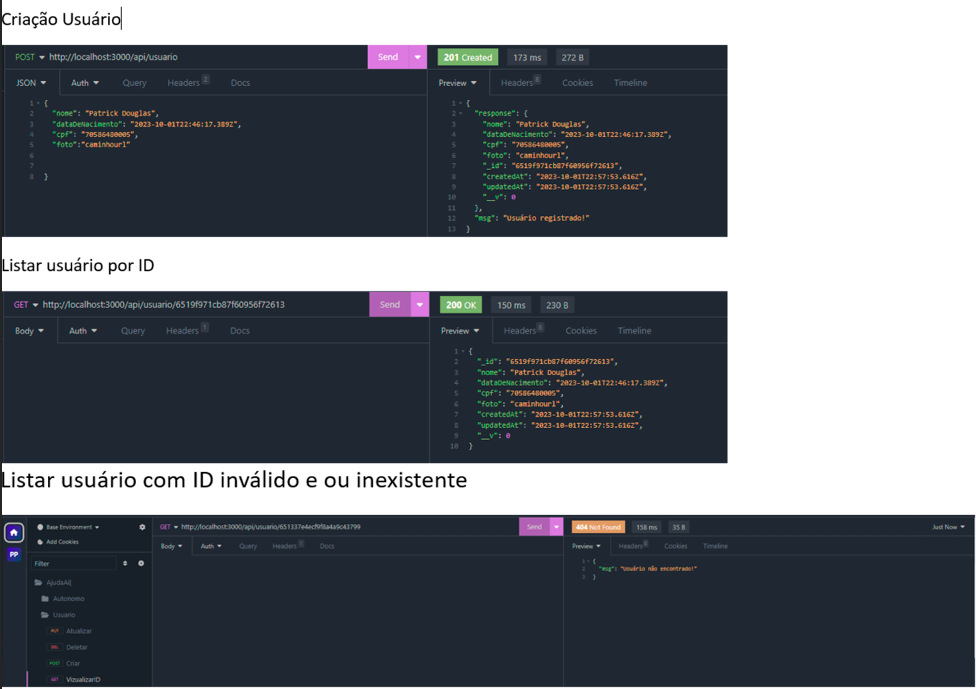 Criação Usuário
POST http://localhost:3000/api/usuario Send 201 Created 173 ms 272 B
JSON Auth Query Headers 2 Docs Preview Headers 8 Cookies Timeline
1 {
2 "nome": "Patrick Douglas",
3 "dataDeNacimento": "2023-10-01T22:46:17.389Z",
4 "cpf": "70586480005",
5 "foto":"caminhourl"
6
7
8 }
1 {
2 "response": {
3 "nome": "Patrick Douglas",
4 "dataDeNacimento": "2023-10-01T22:46:17.389Z",
5 "cpf": "70586480005",
6 "foto": "caminhourl",
7 "_id": "6519f971cb87f60956f72613",
8 "createdAt": "2023-10-01T22:57:53.616Z",
9 "updatedAt": "2023-10-01T22:57:53.616Z",
10 "__v": 0
11 },
12 "msg": "Usuário registrado!"
13 }
Listar usuário por ID
GET http://localhost:3000/api/usuario/6519f971cb87f60956f72613 Send 200 OK 150 ms 230 B
Body Auth Query Headers 1 Docs Preview Headers 8 Cookies Timeline
1 {
2 "_id": "6519f971cb87f60956f72613",
3 "nome": "Patrick Douglas",
4 "dataDeNacimento": "2023-10-01T22:46:17.389Z",
5 "cpf": "70586480005",
6 "foto": "caminhourl",
7 "createdAt": "2023-10-01T22:57:53.616Z",
8 "updatedAt": "2023-10-01T22:57:53.616Z",
9 "__v": 0
10 }
Listar usuário com ID inválido e ou inexistente
Base Environment GET http://localhost:3000/api/usuario/651337e4ecf9f8a4a9c43799 Send 404 Not Found 158 ms 35 B Just Now
Add Cookies Body Auth Query Headers 1 Docs Preview Headers 8 Cookies Timeline
PP
Filter
1 {
2 "msg": "Usuário não encontrado!"
3 }
AjudaAí[
Autonomo
Usuario
PUT Atualizar
DEL Deletar
POST Criar
GET VizualizarID